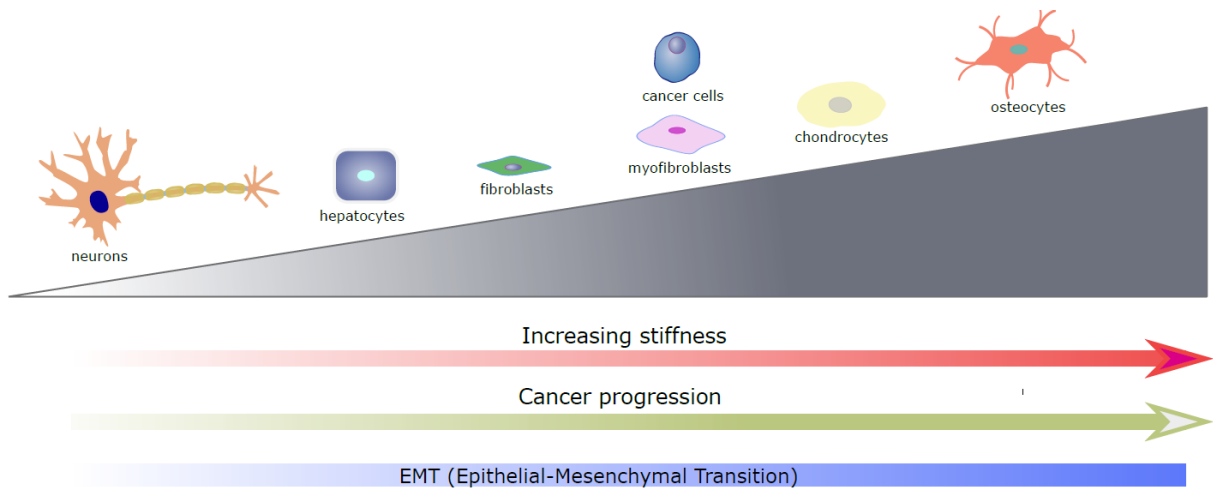 cancer cells
osteocytes
chondrocytes
myofibroblasts
fibroblasts
hepatocytes
neurons
Increasing stiffness
Cancer progression
EMT (Epithelial-Mesenchymal Transition)